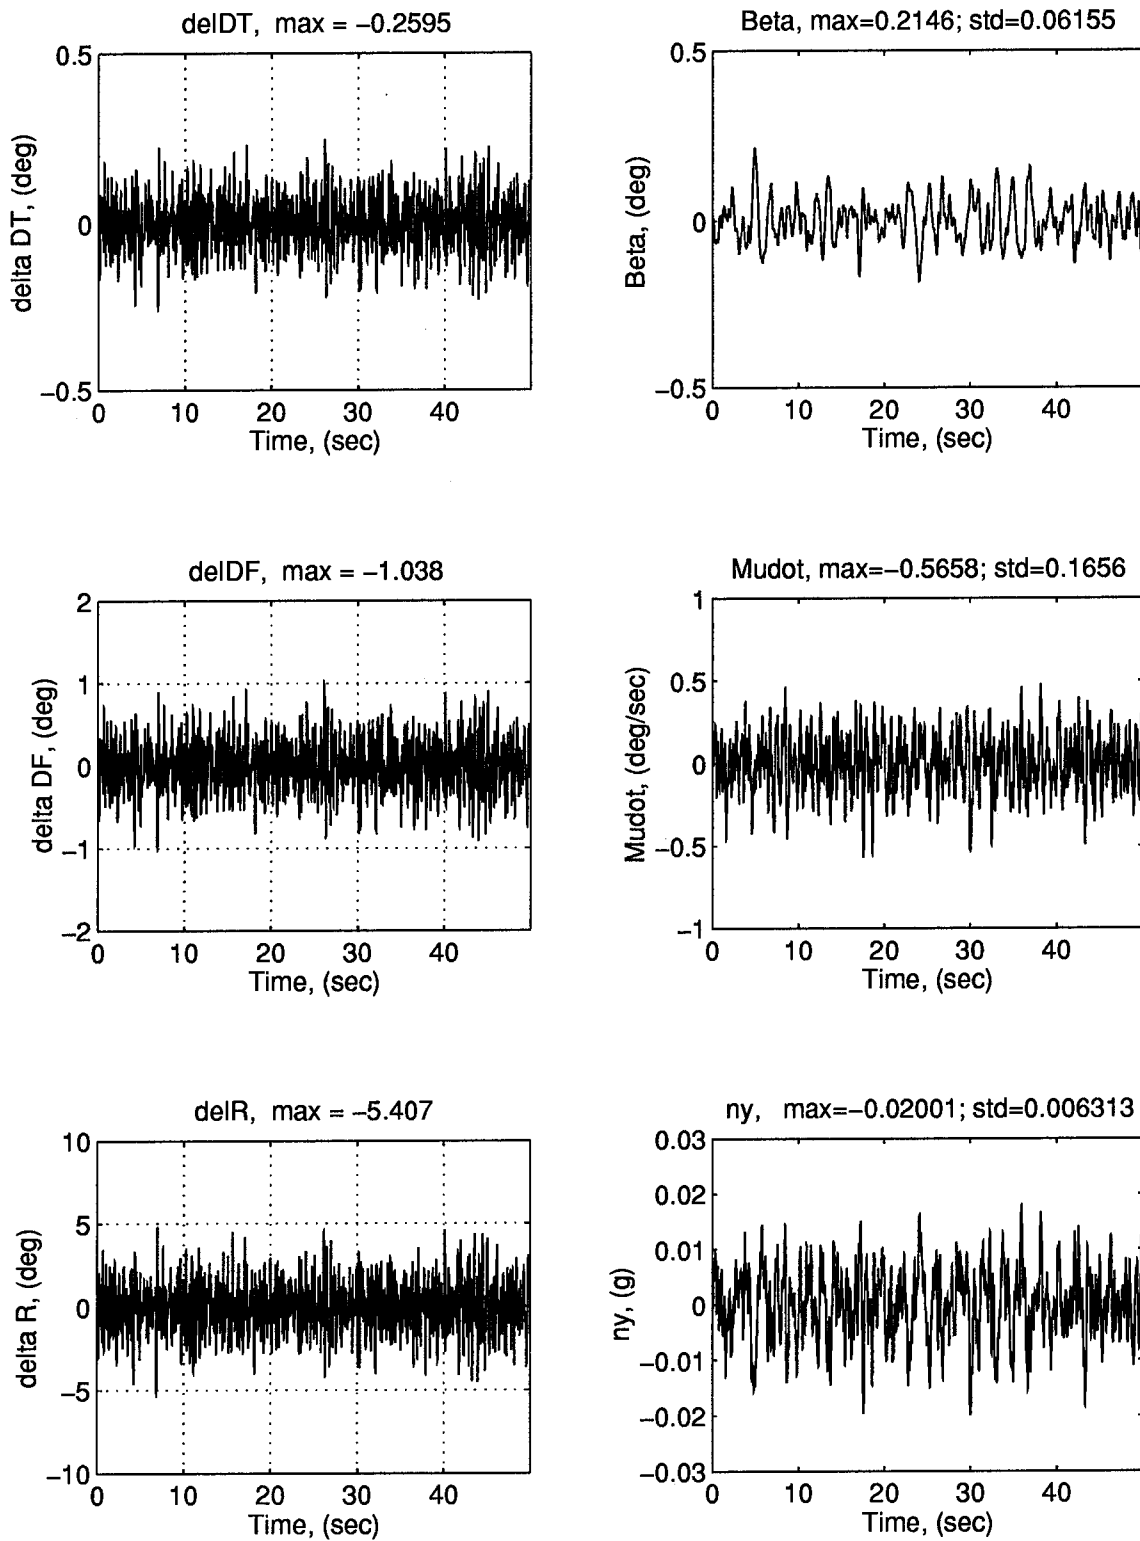 delDT,  max = −0.2595
0.5
0
−0.5
delta DT, (deg)
0 10 20 30 40
Time, (sec)
Beta, max=0.2146; std=0.06155
0.5
0
−0.5
Beta, (deg)
0 10 20 30 40
Time, (sec)
delDF,  max = −1.038
2
1
0
−1
−2
delta DF, (deg)
0 10 20 30 40
Time, (sec)
Mudot, max=−0.5658; std=0.1656
1
0.5
0
−0.5
−1
Mudot, (deg/sec)
0 10 20 30 40
Time, (sec)
delR,  max = −5.407
10
5
0
−5
−10
delta R, (deg)
0 10 20 30 40
Time, (sec)
ny,   max=−0.02001; std=0.006313
0.03
0.02
0.01
0
−0.01
−0.02
−0.03
ny, (g)
0 10 20 30 40
Time, (sec)